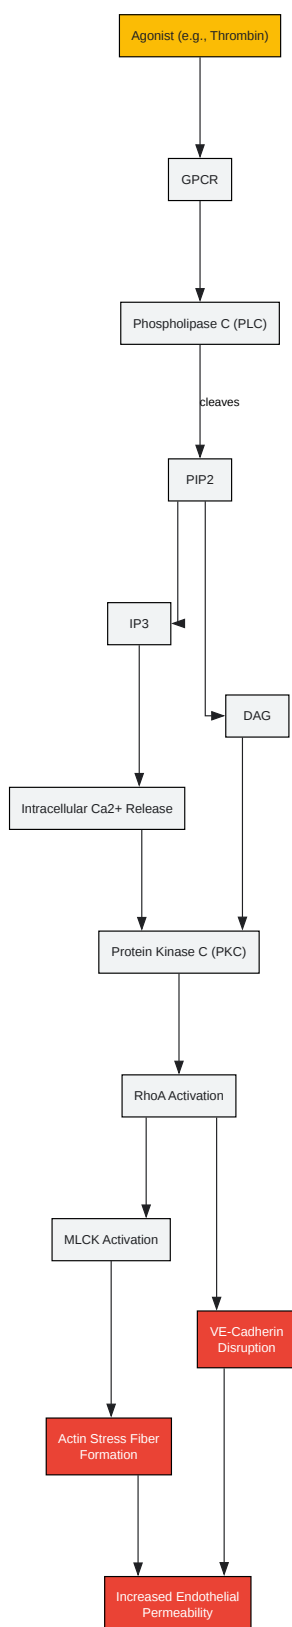 Agonist (e.g., Thrombin)
GPCR
Phospholipase C (PLC)
cleaves
PIP2
IP3
DAG
Intracellular Ca2+ Release
Protein Kinase C (PKC)
RhoA Activation
MLCK Activation
VE-Cadherin
Disruption
Actin Stress Fiber
Formation
Increased Endothelial
Permeability